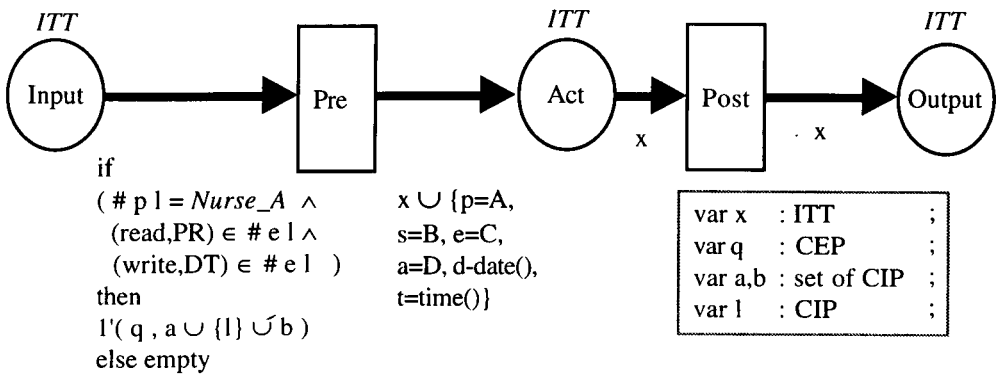 ITT
ITT
ITT
Input
Pre
Act
Post
Output
x
x
if
( # p l = Nurse_A ∧
(read,PR) ∈ # e l ∧
(write,DT) ∈ # e l )
then
l'( q , a ∪ {l} ∪ b )
else empty
x ∪ {p=A,
s=B, e=C,
a=D, d-date(),
t=time()}
var x : ITT ;
var q : CEP ;
var a,b : set of CIP ;
var l : CIP ;